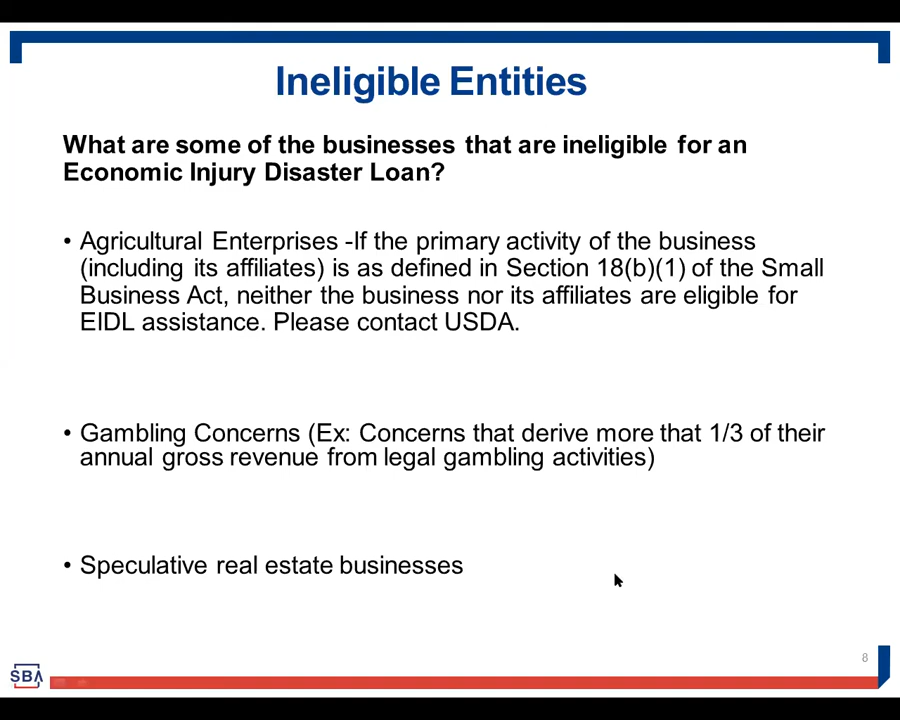 Ineligible Entities
What are some of the businesses that are ineligible for an
Economic Injury Disaster Loan?
• Agricultural Enterprises -If the primary activity of the business
(including its affiliates) is as defined in Section 18(b)(1) of the Small
Business Act, neither the business nor its affiliates are eligible for
EIDL assistance. Please contact USDA.
• Gambling Concerns (Ex: Concerns that derive more that 1/3 of their
annual gross revenue from legal gambling activities)
• Speculative real estate businesses
8
SBA